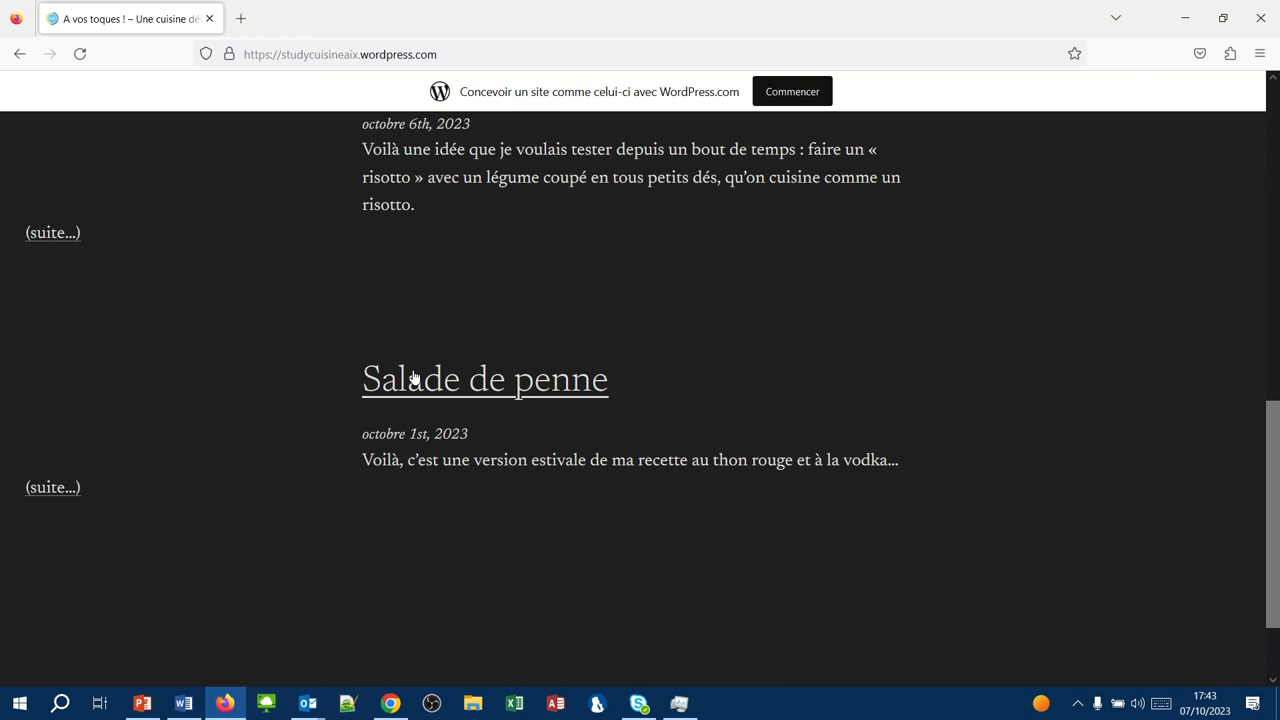 A vos toques ! – Une cuisine dé
https://studycuisineaix.wordpress.com
Concevoir un site comme celui-ci avec WordPress.com
Commencer
octobre 6th, 2023
Voilà une idée que je voulais tester depuis un bout de temps : faire un «
risotto » avec un légume coupé en tous petits dés, qu’on cuisine comme un
risotto.
(suite…)
Salade de penne
octobre 1st, 2023
Voilà, c’est une version estivale de ma recette au thon rouge et à la vodka…
(suite…)
17:43
07/10/2023